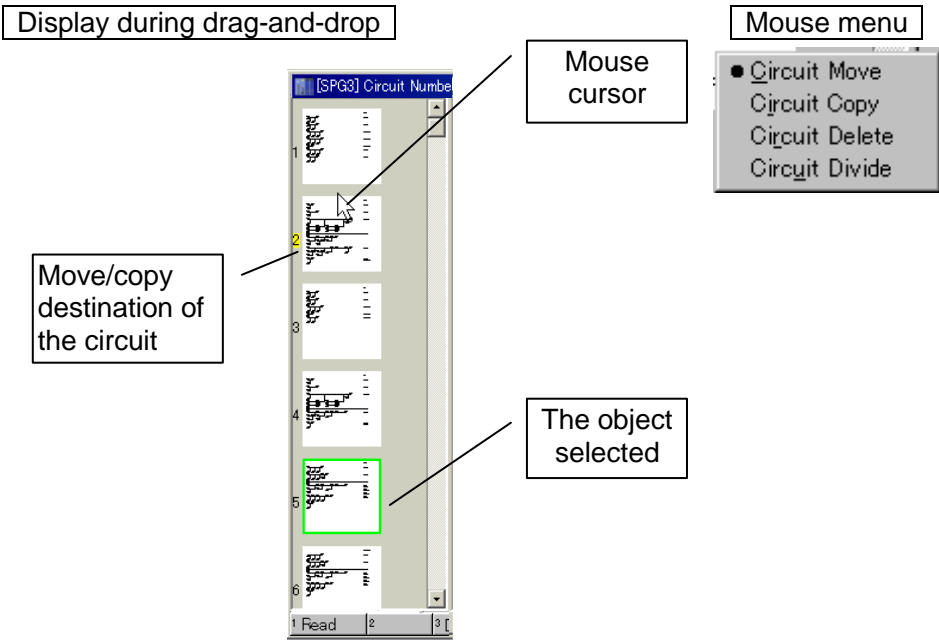 Display during drag-and-drop
Mouse menu
Mouse
cursor
Circuit Move
Circuit Copy
Circuit Delete
Circuit Divide
[SPG3] Circuit Numbe
1
2
Move/copy
destination of
the circuit
3
4
The object
selected
5
6
1 Read 2 3 [